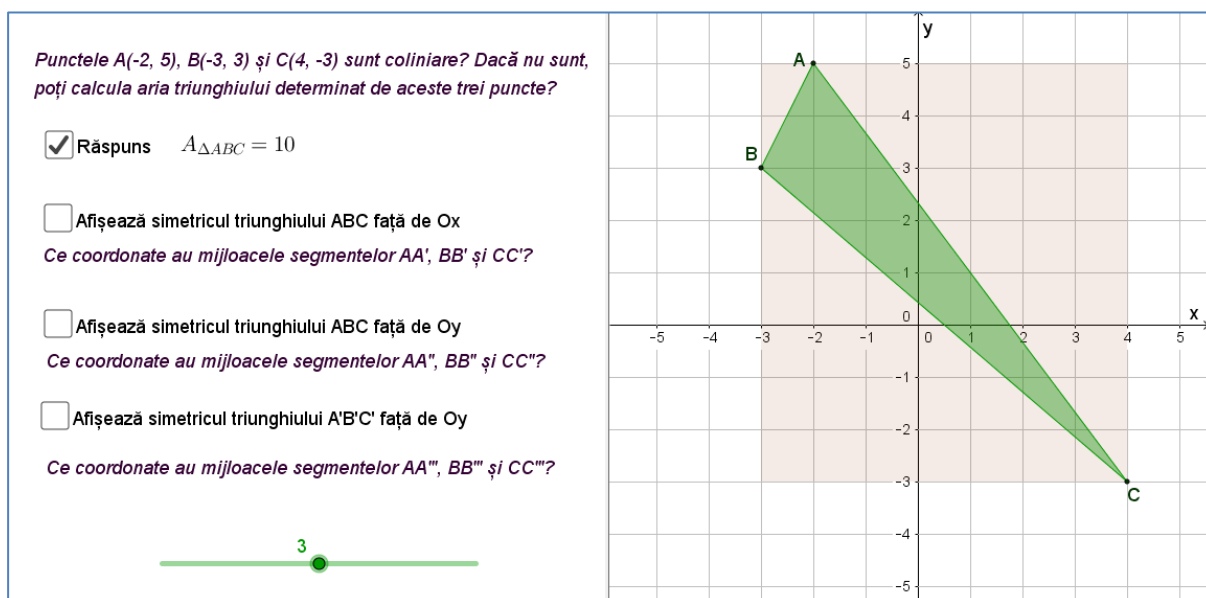 Punctele A(-2, 5), B(-3, 3) și C(4, -3) sunt coliniare? Dacă nu sunt,
poți calcula aria triunghiului determinat de aceste trei puncte?
Răspuns A_{ΔABC} = 10
Afișează simetricul triunghiului ABC față de Ox
Ce coordonate au mijloacele segmentelor AA', BB' și CC'?
Afișează simetricul triunghiului ABC față de Oy
Ce coordonate au mijloacele segmentelor AA", BB" și CC"?
Afișează simetricul triunghiului A'B'C' față de Oy
Ce coordonate au mijloacele segmentelor AA"', BB"' și CC"'?
3
y
A
5
4
B
3
2
1
0
x
-5 -4 -3 -2 -1 0 1 2 3 4 5
-1
-2
-3
C
-4
-5